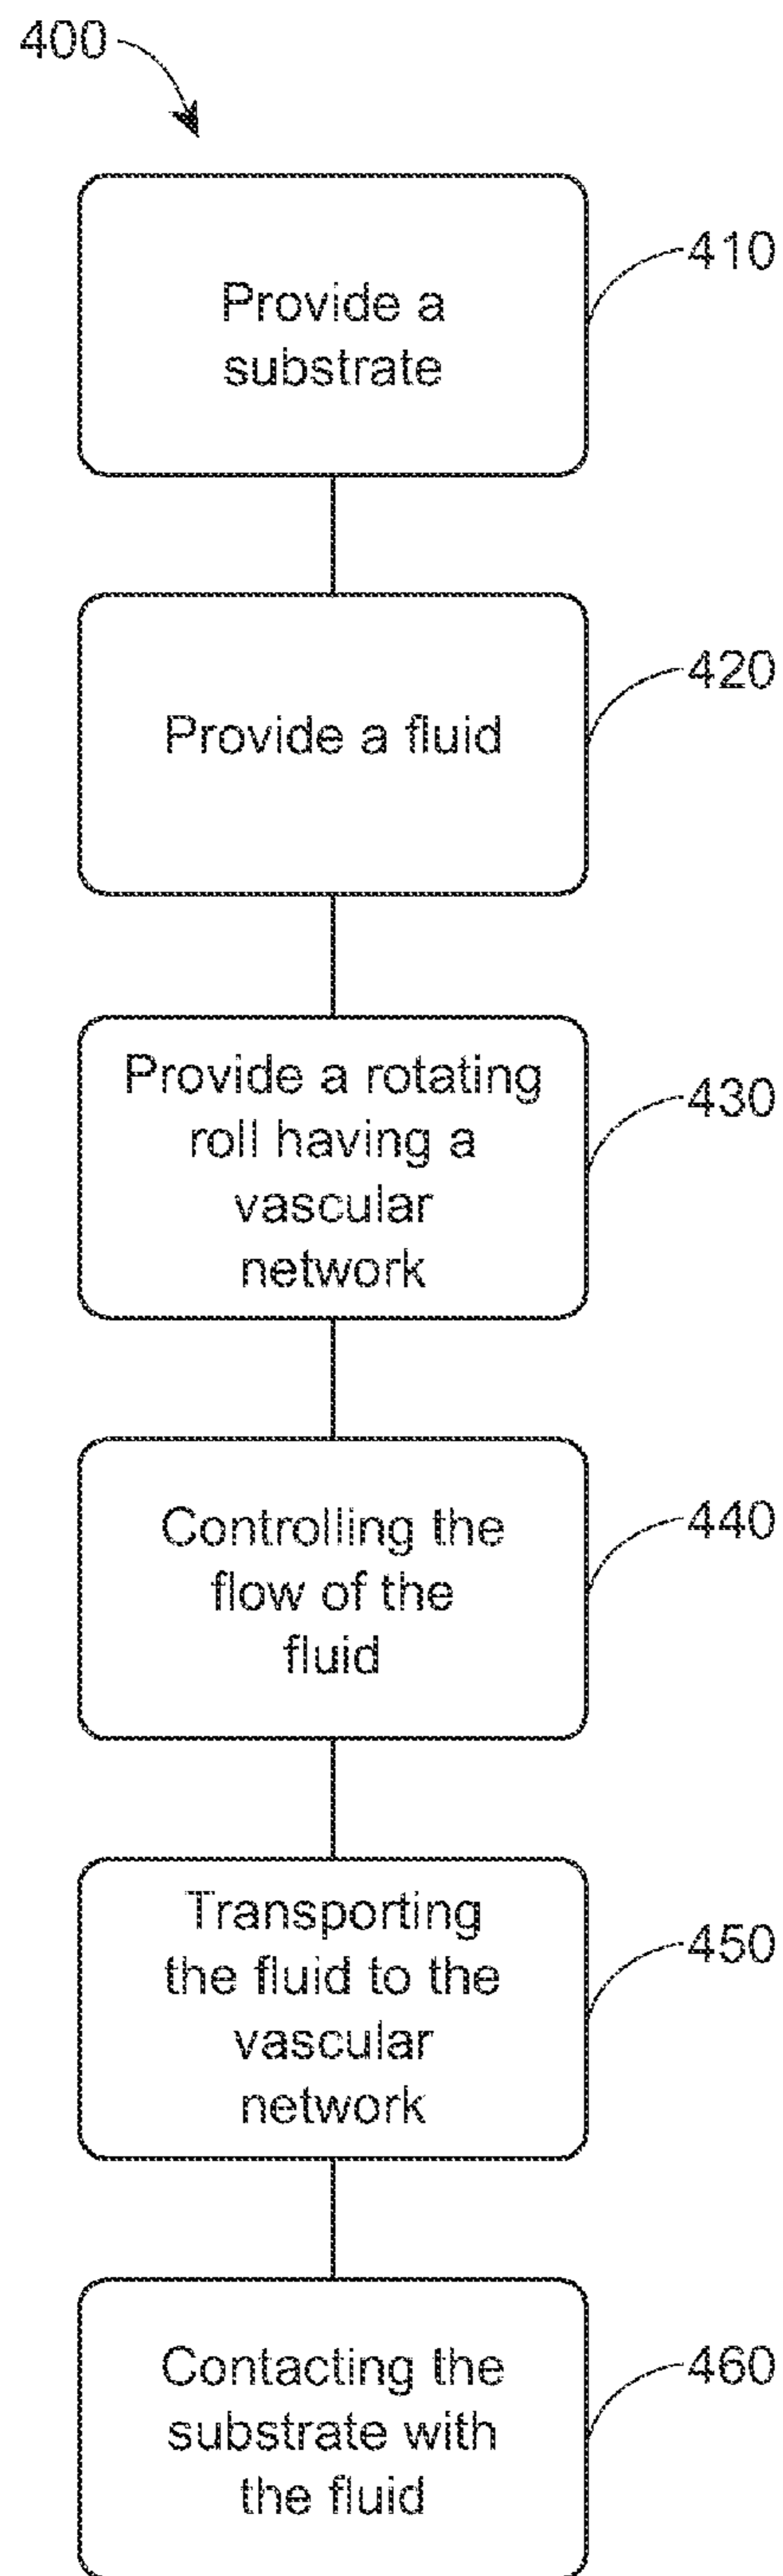 400
Provide a
substrate
410
Provide a fluid
420
Provide a rotating
roll having a
vascular
network
430
Controlling the
flow of the
fluid
440
Transporting
the fluid to the
vascular
network
450
Contacting the
substrate with
the fluid
460